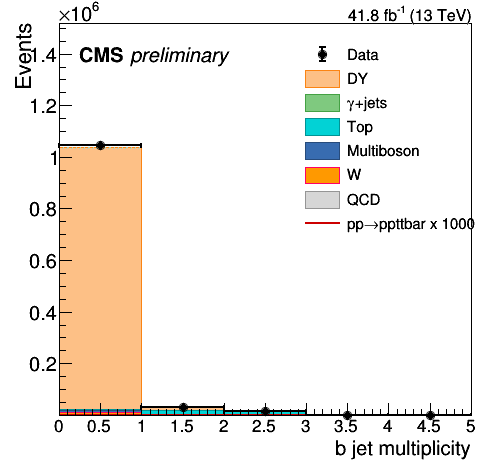 ×10⁶
41.8 fb⁻¹ (13 TeV)
Events
CMS preliminary
Data
DY
γ+jets
Top
Multiboson
W
QCD
pp→ppttbar x 1000
1.4
1.2
1
0.8
0.6
0.4
0.2
0 0.5 1 1.5 2 2.5 3 3.5 4 4.5 5
b jet multiplicity